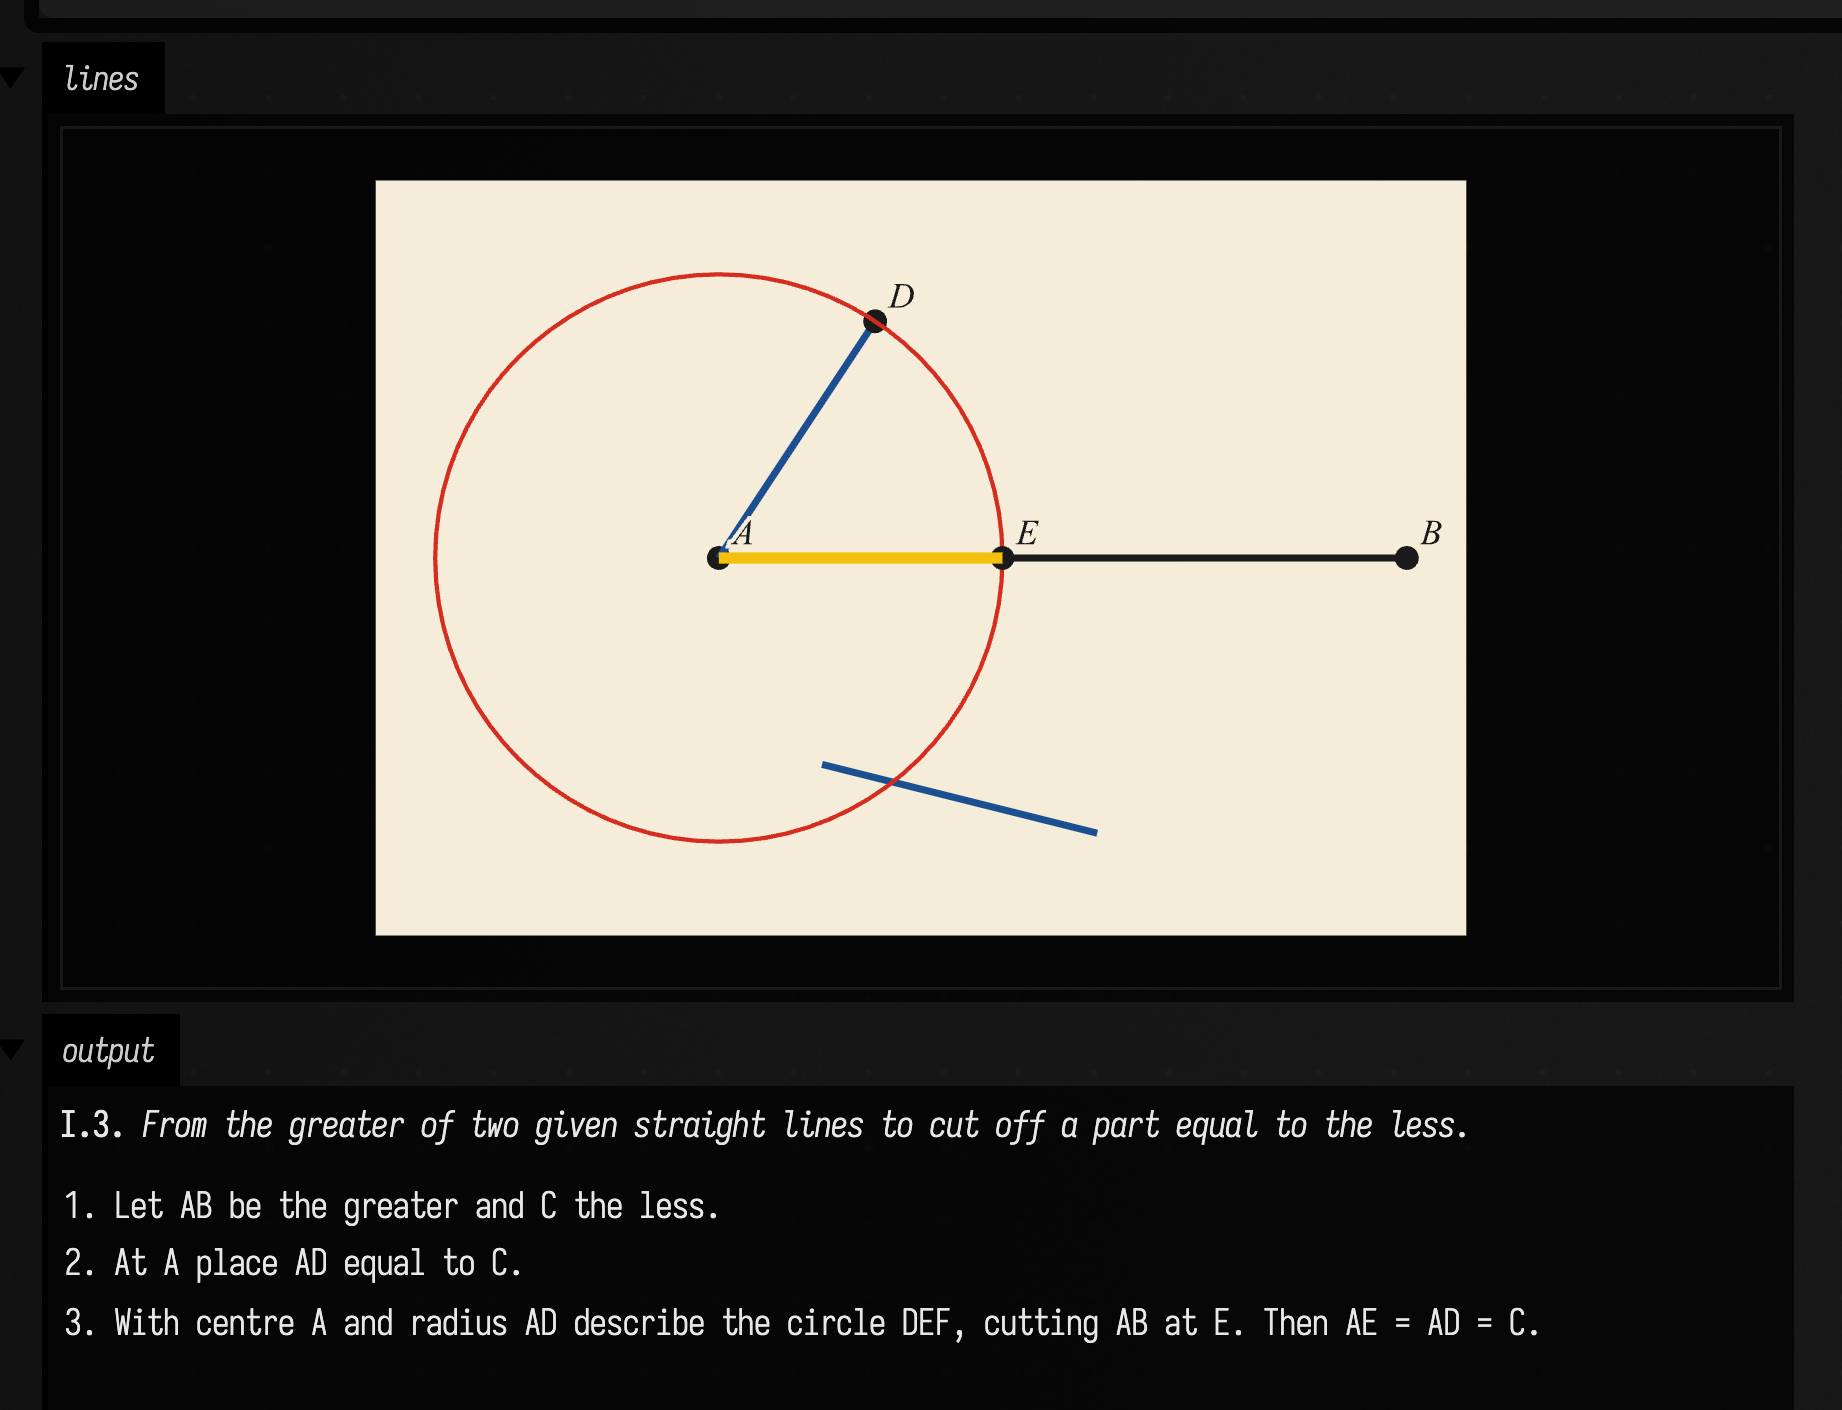 lines
D
A
E
B
output
I.3. From the greater of two given straight lines to cut off a part equal to the less.
1. Let AB be the greater and C the less.
2. At A place AD equal to C.
3. With centre A and radius AD describe the circle DEF, cutting AB at E. Then AE = AD = C.